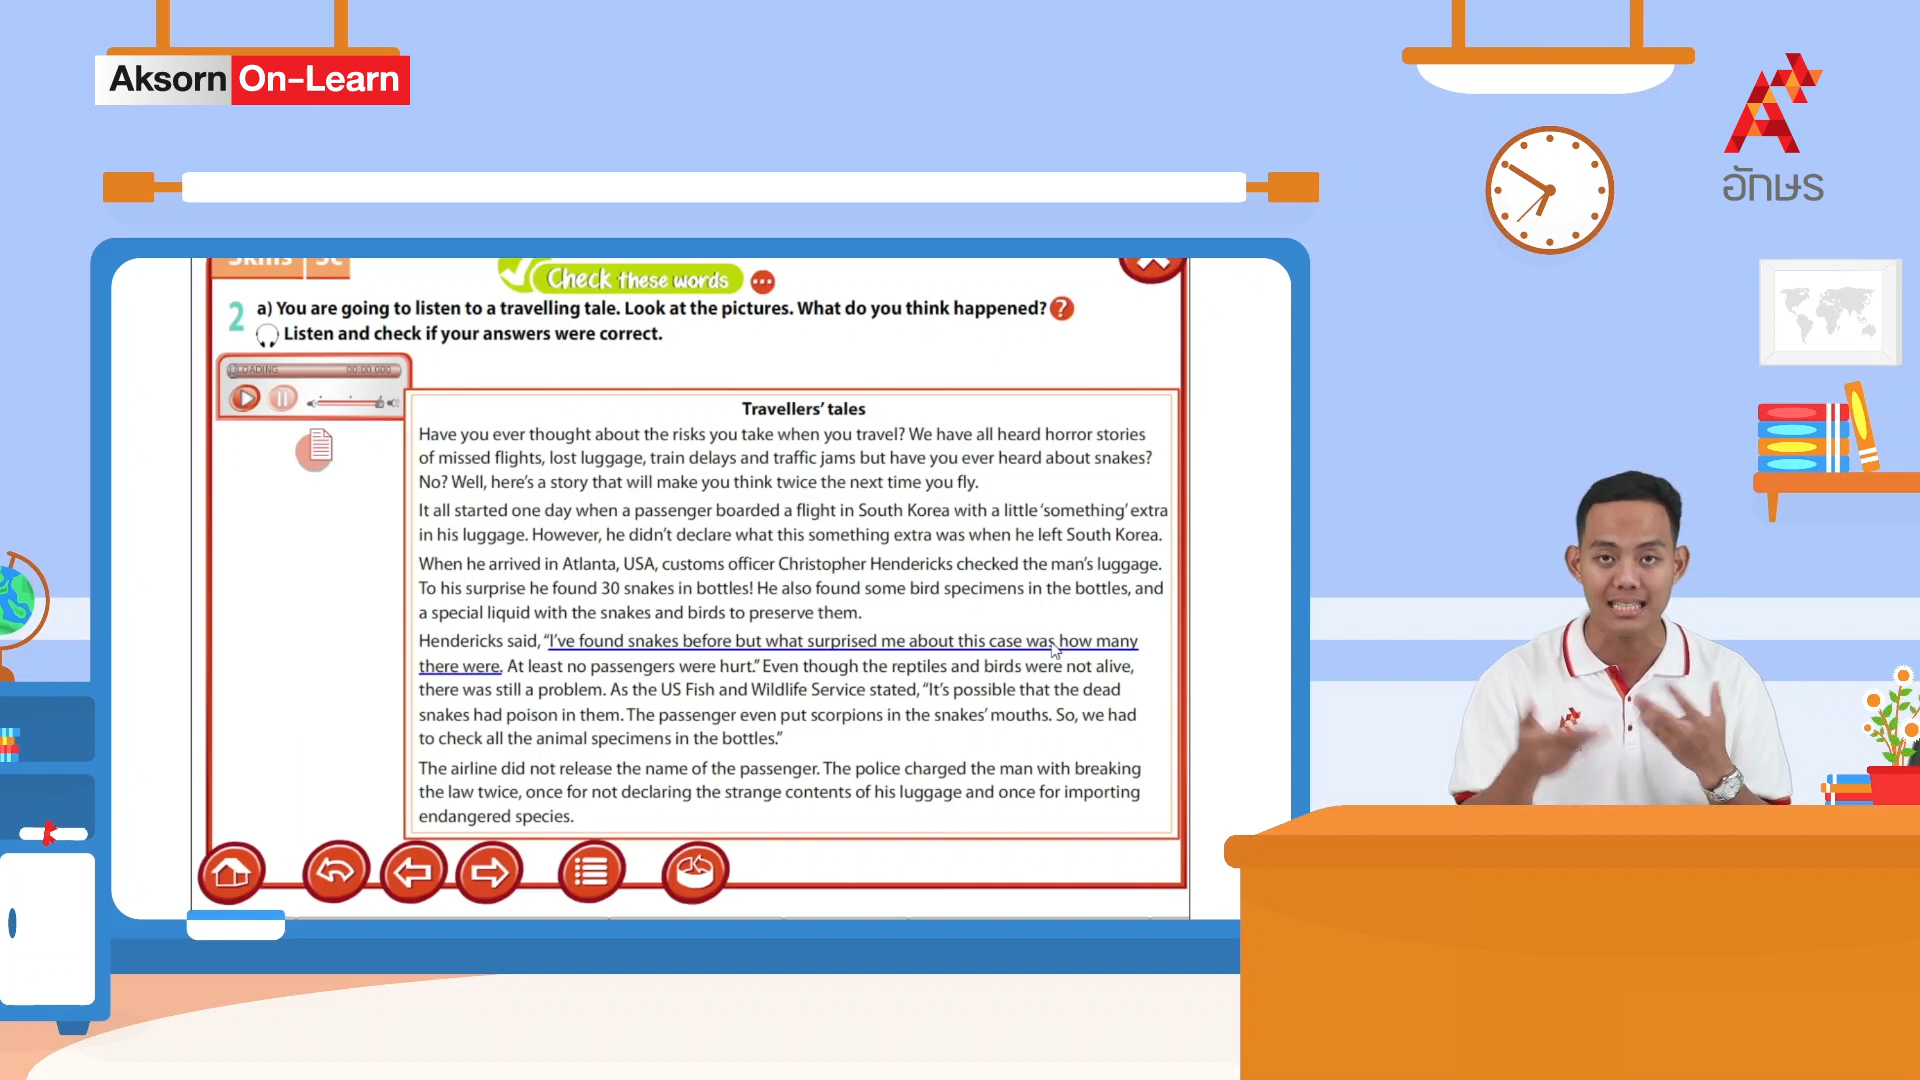 Aksorn On-Learn
อักษร
Skills 5c
Check these words
2 a) You are going to listen to a travelling tale. Look at the pictures. What do you think happened? ?
Listen and check if your answers were correct.
LOADING 00:00.000
Travellers' tales
Have you ever thought about the risks you take when you travel? We have all heard horror stories
of missed flights, lost luggage, train delays and traffic jams but have you ever heard about snakes?
No? Well, here's a story that will make you think twice the next time you fly.
It all started one day when a passenger boarded a flight in South Korea with a little 'something' extra
in his luggage. However, he didn't declare what this something extra was when he left South Korea.
When he arrived in Atlanta, USA, customs officer Christopher Hendericks checked the man's luggage.
To his surprise he found 30 snakes in bottles! He also found some bird specimens in the bottles, and
a special liquid with the snakes and birds to preserve them.
Hendericks said, "I've found snakes before but what surprised me about this case was how many
there were. At least no passengers were hurt." Even though the reptiles and birds were not alive,
there was still a problem. As the US Fish and Wildlife Service stated, "It's possible that the dead
snakes had poison in them. The passenger even put scorpions in the snakes' mouths. So, we had
to check all the animal specimens in the bottles."
The airline did not release the name of the passenger. The police charged the man with breaking
the law twice, once for not declaring the strange contents of his luggage and once for importing
endangered species.